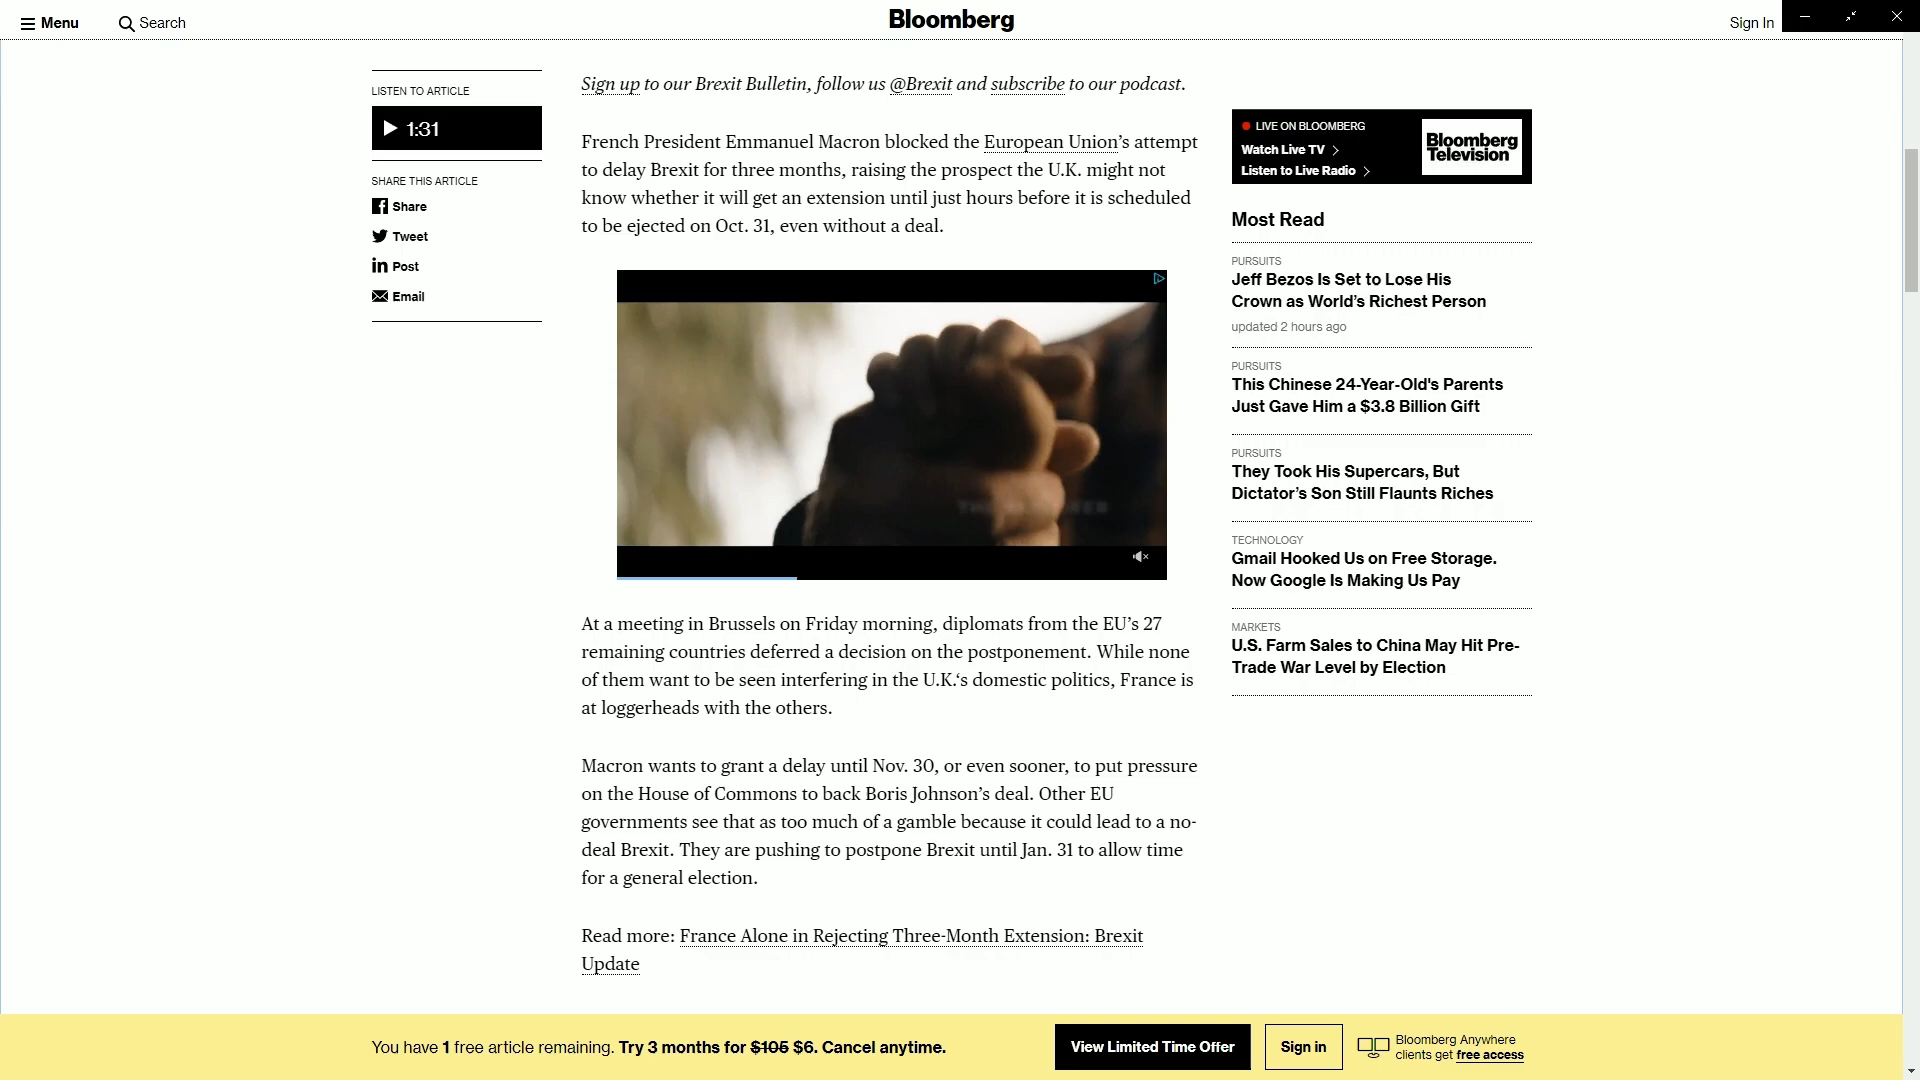 Menu
Search
Bloomberg
Sign In
LISTEN TO ARTICLE
1:31
SHARE THIS ARTICLE
Share
Tweet
Post
Email
Sign up to our Brexit Bulletin, follow us @Brexit and subscribe to our podcast.
French President Emmanuel Macron blocked the European Union’s attempt
to delay Brexit for three months, raising the prospect the U.K. might not
know whether it will get an extension until just hours before it is scheduled
to be ejected on Oct. 31, even without a deal.
At a meeting in Brussels on Friday morning, diplomats from the EU’s 27
remaining countries deferred a decision on the postponement. While none
of them want to be seen interfering in the U.K.‘s domestic politics, France is
at loggerheads with the others.
Macron wants to grant a delay until Nov. 30, or even sooner, to put pressure
on the House of Commons to back Boris Johnson’s deal. Other EU
governments see that as too much of a gamble because it could lead to a no-
deal Brexit. They are pushing to postpone Brexit until Jan. 31 to allow time
for a general election.
Read more: France Alone in Rejecting Three-Month Extension: Brexit
Update
LIVE ON BLOOMBERG
Watch Live TV
Listen to Live Radio
Bloomberg
Television
Most Read
PURSUITS
Jeff Bezos Is Set to Lose His
Crown as World’s Richest Person
updated 2 hours ago
PURSUITS
This Chinese 24-Year-Old's Parents
Just Gave Him a $3.8 Billion Gift
PURSUITS
They Took His Supercars, But
Dictator’s Son Still Flaunts Riches
TECHNOLOGY
Gmail Hooked Us on Free Storage.
Now Google Is Making Us Pay
MARKETS
U.S. Farm Sales to China May Hit Pre-
Trade War Level by Election
You have 1 free article remaining. Try 3 months for $105 $6. Cancel anytime.
View Limited Time Offer
Sign in
Bloomberg Anywhere
clients get free access